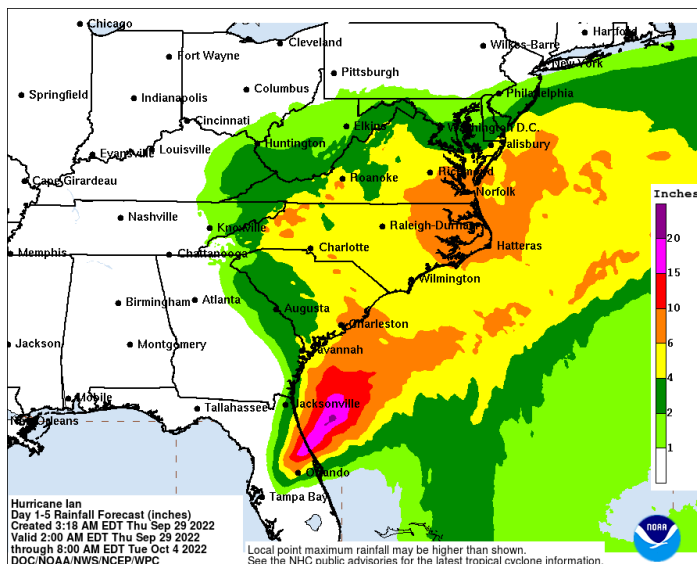 Chicago
Hartford
Cleveland
Wilkes-Barre
Fort Wayne
New York
Pittsburgh
Columbus
Philadelphia
Springfield
Indianapolis
Cincinnati
Elkins
Washington D.C.
Huntington
Salisbury
Evansville
Louisville
Richmond
Cape Girardeau
Roanoke
Norfolk
Inches
Nashville
Knoxville
Raleigh-Durham
20
Hatteras
Memphis
Chattanooga
Charlotte
15
Wilmington
10
Birmingham
Atlanta
Augusta
Charleston
6
Jackson
Montgomery
Savannah
4
Mobile
Tallahassee
Jacksonville
2
New Orleans
1
Orlando
Tampa Bay
Hurricane Ian
Day 1-5 Rainfall Forecast (inches)
Created 3:18 AM EDT Thu Sep 29 2022
Valid 2:00 AM EDT Thu Sep 29 2022
through 8:00 AM EDT Tue Oct 4 2022
DOC/NOAA/NWS/NCEP/WPC
Local point maximum rainfall may be higher than shown.
See the NHC public advisories for the latest tropical cyclone information.
NOAA